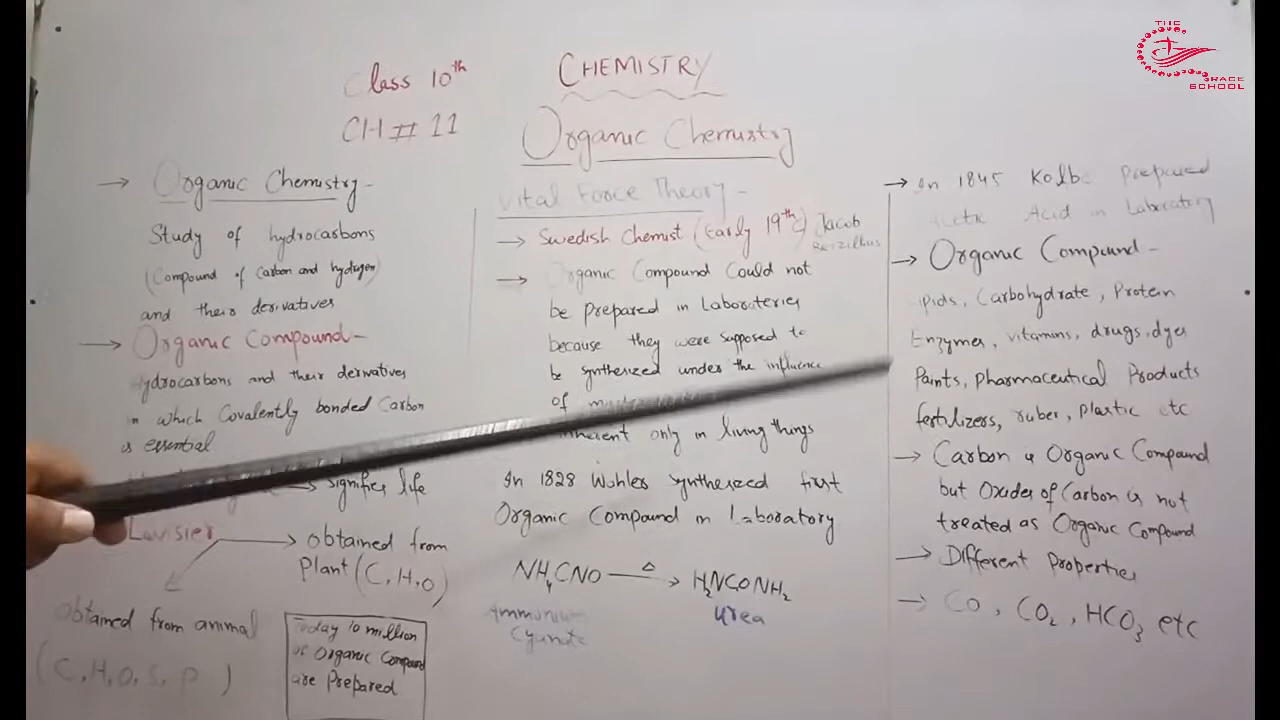 THE
GRACE
SCHOOL
Class 10th
CH # 11
CHEMISTRY
Organic Chemistry
→ Organic Chemistry-
Study of hydrocarbons
(Compound of Carbon and hydrogen)
and their derivatives
→ Organic Compound-
Hydrocarbons and their derivatives
in which Covalently bonded Carbon
is essential
→ signifies life
Lavisier → obtained from
Plant (C,H,O)
obtained from animal
(C,H,O,S,P)
Today 10 million
of Organic Compound
are Prepared
Vital Force Theory-
→ Swedish Chemist (Early 19th C) Jacob
Berzilius
→ Organic Compound Could not
be prepared in Laborateries
because they were supposed to
be synthesized under the influence
of
inherent only in living things
In 1828 Wohler synthesized first
Organic Compound in Laboratory
NH4CNO —Δ→ H2NCONH2
Ammonium
Cyanate
Urea
→ In 1845 Kolbe Prepared
Acetic Acid in Laboratory
→ Organic Compound-
pids, Carbohydrate, Protein
Enzymes, vitamins, drugs, dyes
Paints, Pharmaceutical Products
fertilizers, ruber, Plastic etc
→ Carbon is Organic Compound
but Oxides of Carbon is not
treated as Organic Compound
→ Different Properties
→ CO, CO2, HCO3 etc